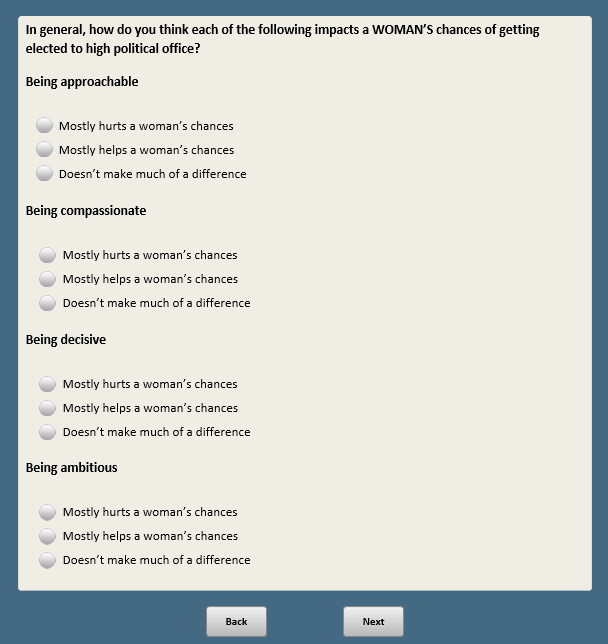 In general, how do you think each of the following impacts a WOMAN’S chances of getting
elected to high political office?
Being approachable
Mostly hurts a woman’s chances
Mostly helps a woman’s chances
Doesn’t make much of a difference
Being compassionate
Mostly hurts a woman’s chances
Mostly helps a woman’s chances
Doesn’t make much of a difference
Being decisive
Mostly hurts a woman’s chances
Mostly helps a woman’s chances
Doesn’t make much of a difference
Being ambitious
Mostly hurts a woman’s chances
Mostly helps a woman’s chances
Doesn’t make much of a difference
Back Next